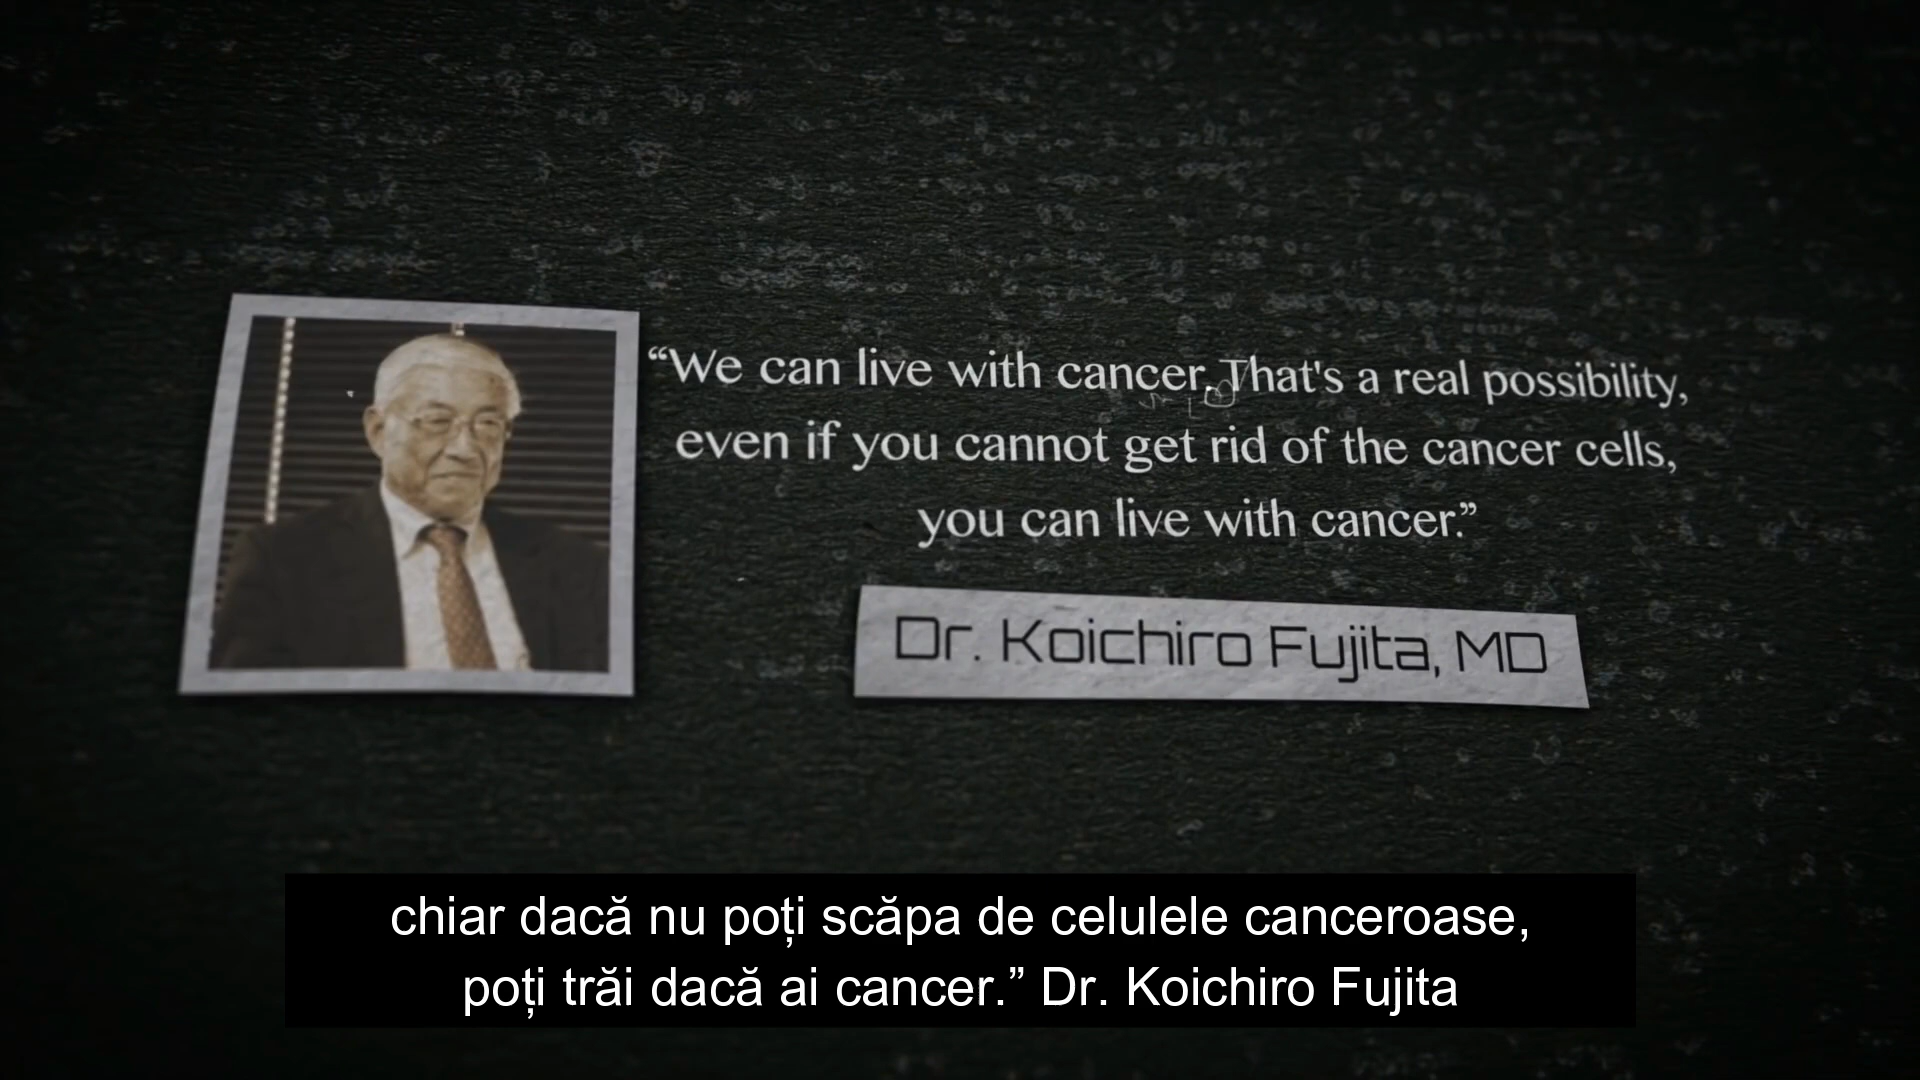 “We can live with cancer. That's a real possibility,
even if you cannot get rid of the cancer cells,
you can live with cancer.”
Dr. Koichiro Fujita, MD
chiar dacă nu poți scăpa de celulele canceroase,
poți trăi dacă ai cancer.” Dr. Koichiro Fujita